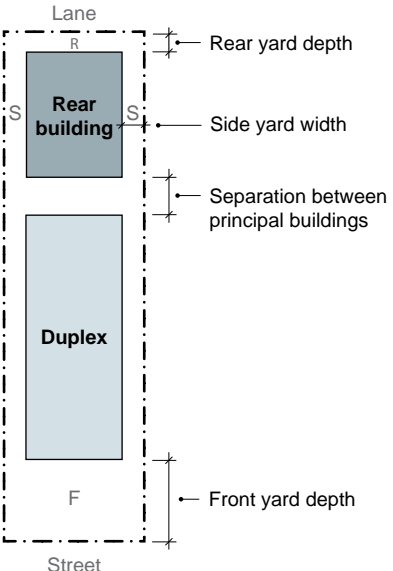 Lane
R
Rear yard depth
S
Rear
building
S
Side yard width
Separation between
principal buildings
Duplex
F
Front yard depth
Street